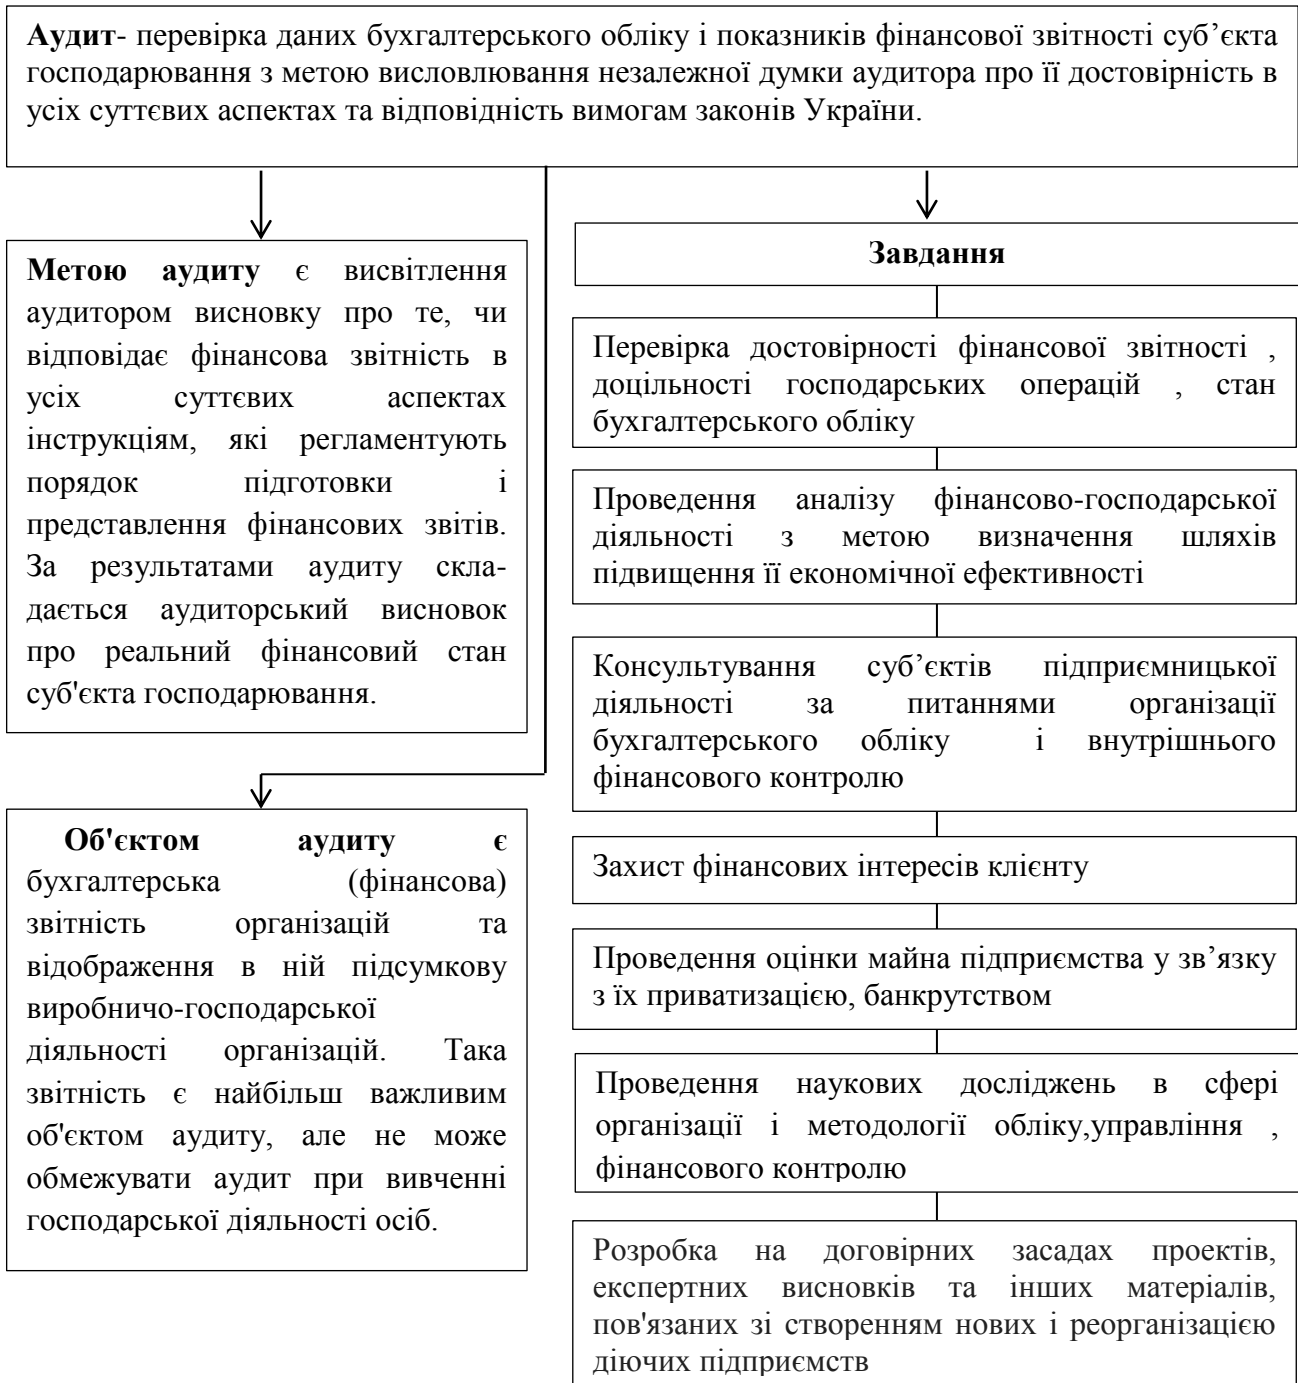 Аудит- перевірка даних бухгалтерського обліку і показників фінансової звітності суб’єкта
господарювання з метою висловлювання незалежної думки аудитора про її достовірність в
усіх суттєвих аспектах та відповідність вимогам законів України.
Метою аудиту є висвітлення
аудитором висновку про те, чи
відповідає фінансова звітність в
усіх суттєвих аспектах
інструкціям, які регламентують
порядок підготовки і
представлення фінансових звітів.
За результатами аудиту скла-
дається аудиторський висновок
про реальний фінансовий стан
суб'єкта господарювання.
Об'єктом аудиту є
бухгалтерська (фінансова)
звітність організацій та
відображення в ній підсумкову
виробничо-господарської
діяльності організацій. Така
звітність є найбільш важливим
об'єктом аудиту, але не може
обмежувати аудит при вивченні
господарської діяльності осіб.
Завдання
Перевірка достовірності фінансової звітності ,
доцільності господарських операцій , стан
бухгалтерського обліку
Проведення аналізу фінансово-господарської
діяльності з метою визначення шляхів
підвищення її економічної ефективності
Консультування суб’єктів підприємницької
діяльності за питаннями організації
бухгалтерського обліку і внутрішнього
фінансового контролю
Захист фінансових інтересів клієнту
Проведення оцінки майна підприємства у зв’язку
з їх приватизацією, банкрутством
Проведення наукових досліджень в сфері
організації і методології обліку,управління ,
фінансового контролю
Розробка на договірних засадах проектів,
експертних висновків та інших матеріалів,
пов'язаних зі створенням нових і реорганізацією
діючих підприємств